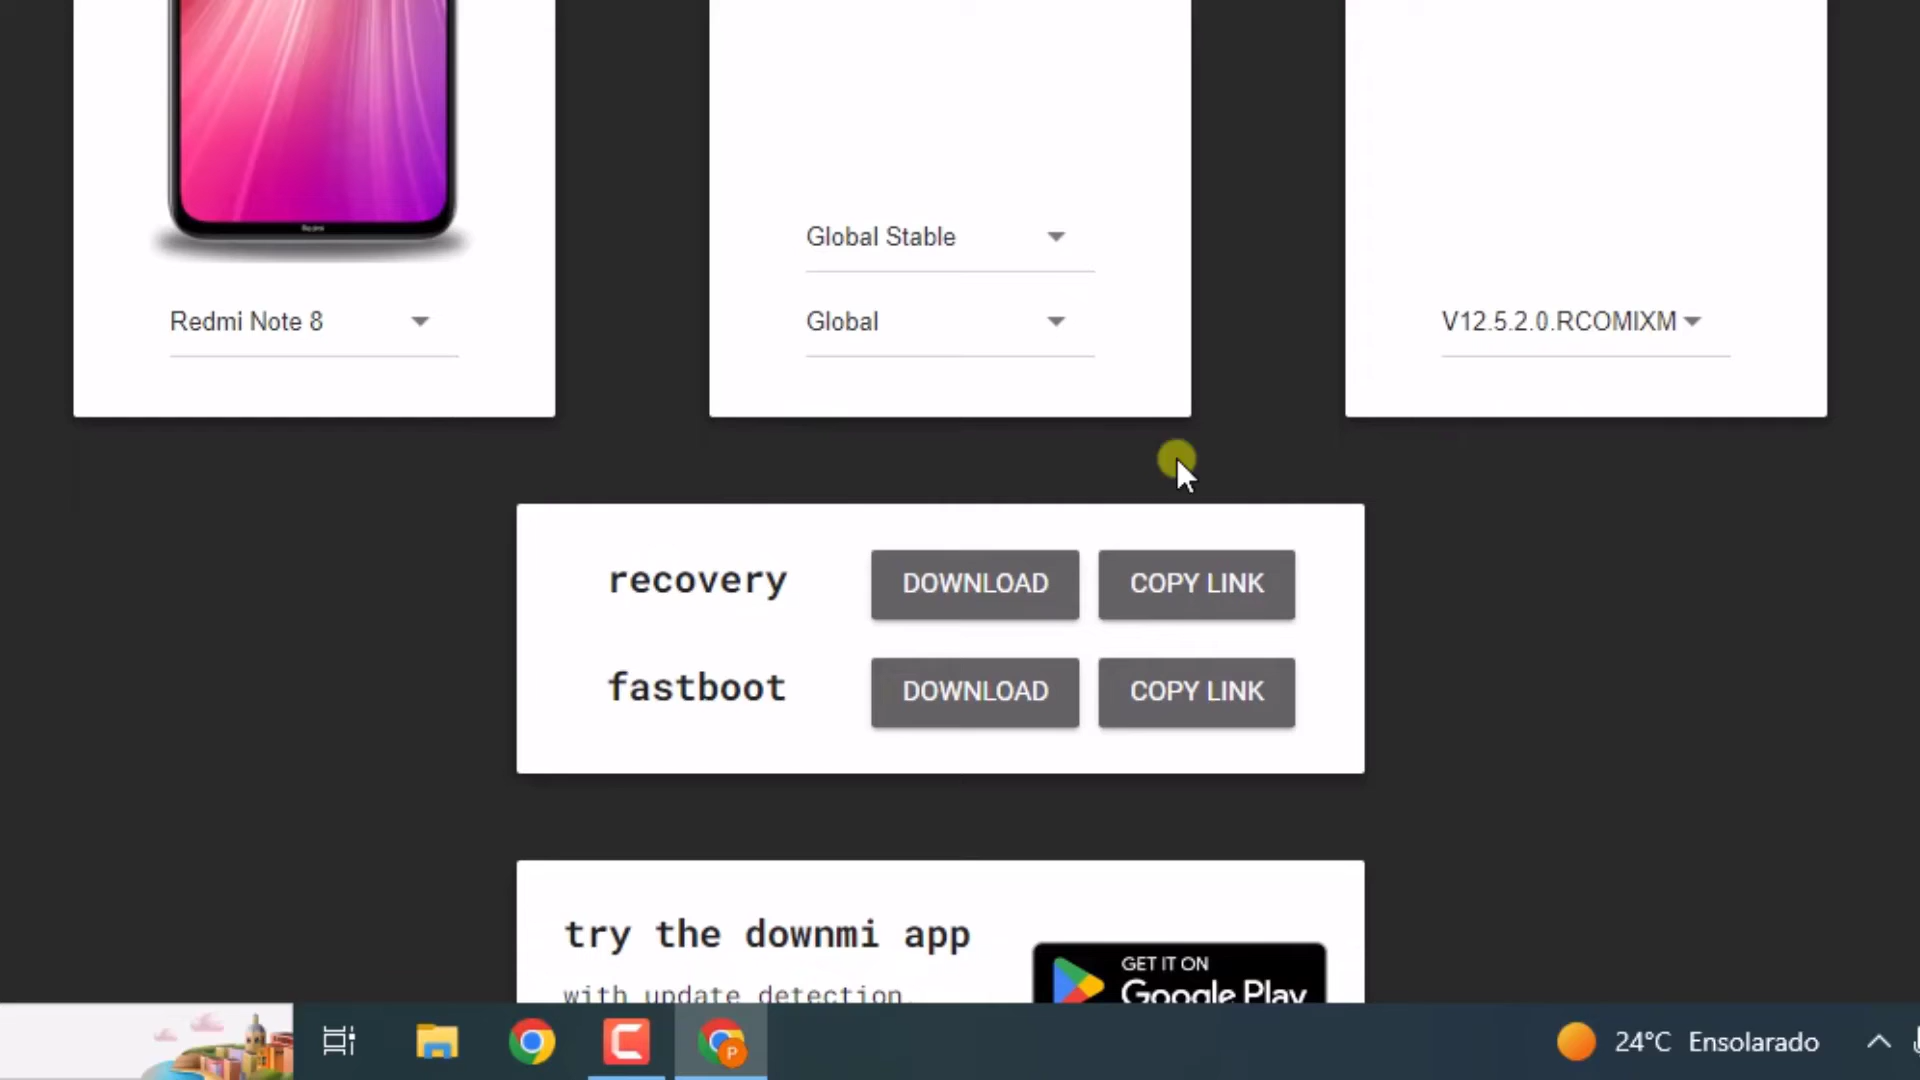 Redmi
Global Stable
Redmi Note 8
Global
V12.5.2.0.RCOMIXM
recovery
DOWNLOAD
COPY LINK
fastboot
DOWNLOAD
COPY LINK
try the downmi app
with update detection
GET IT ON
Google Play
P
24°C Ensolarado